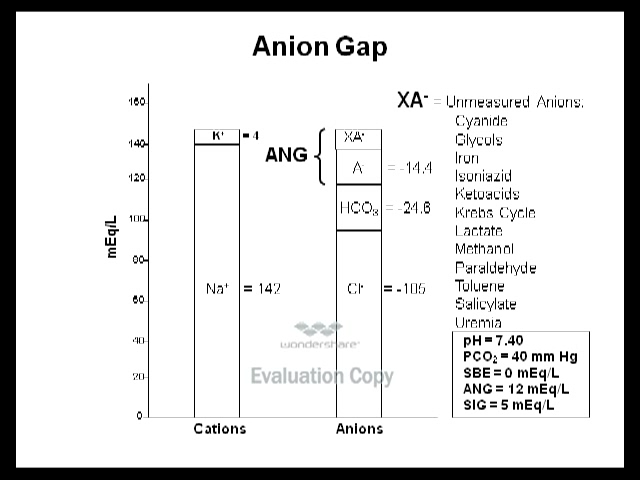 Anion Gap
XA⁻ = Unmeasured Anions:
Cyanide
Glycols
Iron
Isoniazid
Ketoacids
Krebs Cycle
Lactate
Methanol
Paraldehyde
Toluene
Salicylate
Uremia
mEq/L
160
140
120
100
80
60
40
20
0
K⁺ = 4
Na⁺ = 142
Cations
ANG
XA⁻
A⁻ = -14.4
HCO₃⁻ = -24.6
Cl⁻ = -105
Anions
pH = 7.40
PCO₂ = 40 mm Hg
SBE = 0 mEq/L
ANG = 12 mEq/L
SIG = 5 mEq/L
wondershare
Evaluation Copy